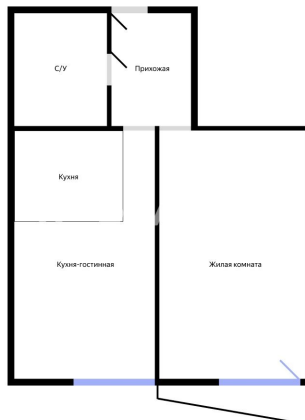 С/У
Прихожая
Кухня
Кухня-гостинная
Жилая комната